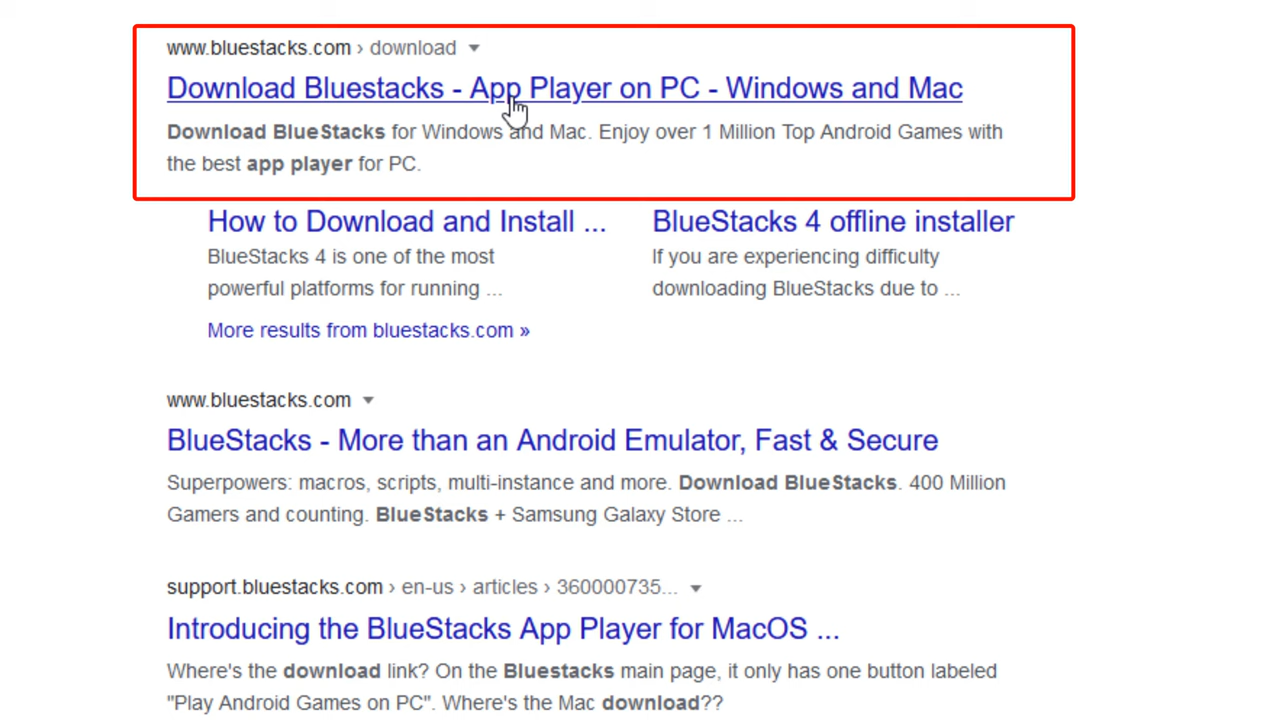 www.bluestacks.com › download
Download Bluestacks - App Player on PC - Windows and Mac
Download BlueStacks for Windows and Mac. Enjoy over 1 Million Top Android Games with
the best app player for PC.
How to Download and Install ...
BlueStacks 4 is one of the most
powerful platforms for running ...
BlueStacks 4 offline installer
If you are experiencing difficulty
downloading BlueStacks due to ...
More results from bluestacks.com »
www.bluestacks.com
BlueStacks - More than an Android Emulator, Fast & Secure
Superpowers: macros, scripts, multi-instance and more. Download BlueStacks. 400 Million
Gamers and counting. BlueStacks + Samsung Galaxy Store ...
support.bluestacks.com › en-us › articles › 360000735...
Introducing the BlueStacks App Player for MacOS ...
Where's the download link? On the Bluestacks main page, it only has one button labeled
"Play Android Games on PC". Where's the Mac download??